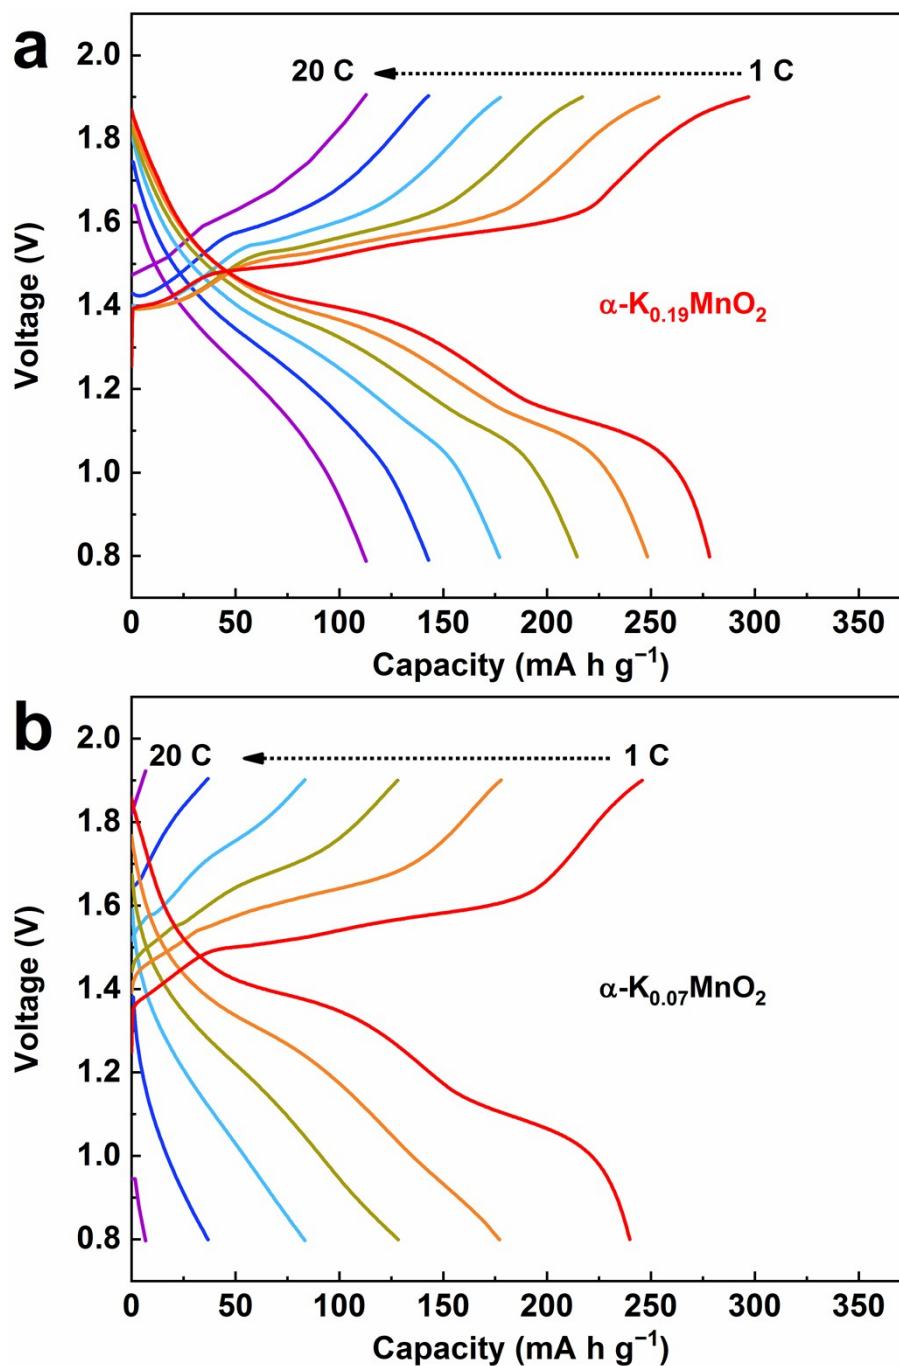 a
2.0
20 C
1 C
1.8
1.6
1.4
1.2
1.0
0.8
Voltage (V)
α-K₀.₁₉MnO₂
0 50 100 150 200 250 300 350
Capacity (mA h g⁻¹)
b
2.0
20 C
1 C
1.8
1.6
1.4
1.2
1.0
0.8
Voltage (V)
α-K₀.₀₇MnO₂
0 50 100 150 200 250 300 350
Capacity (mA h g⁻¹)